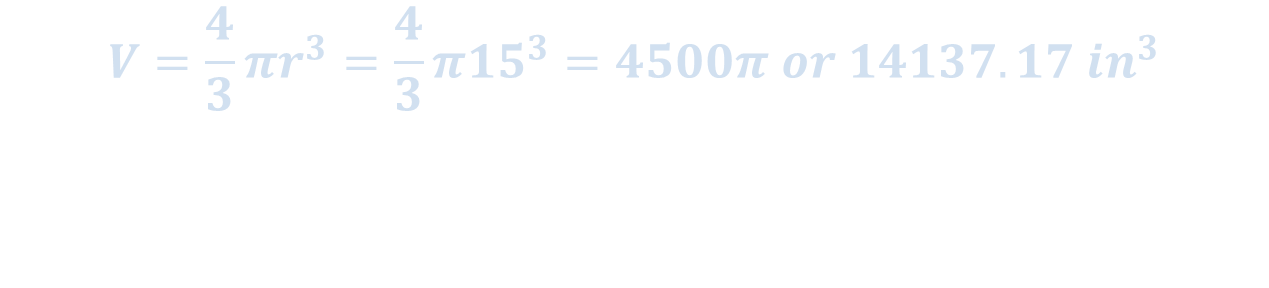 V = 4/3 πr³ = 4/3 π15³ = 4500π or 14137.17 in³